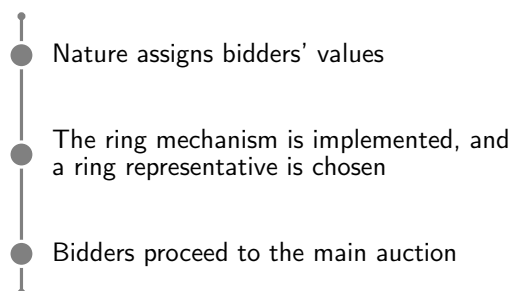 Nature assigns bidders’ values
The ring mechanism is implemented, and
a ring representative is chosen
Bidders proceed to the main auction